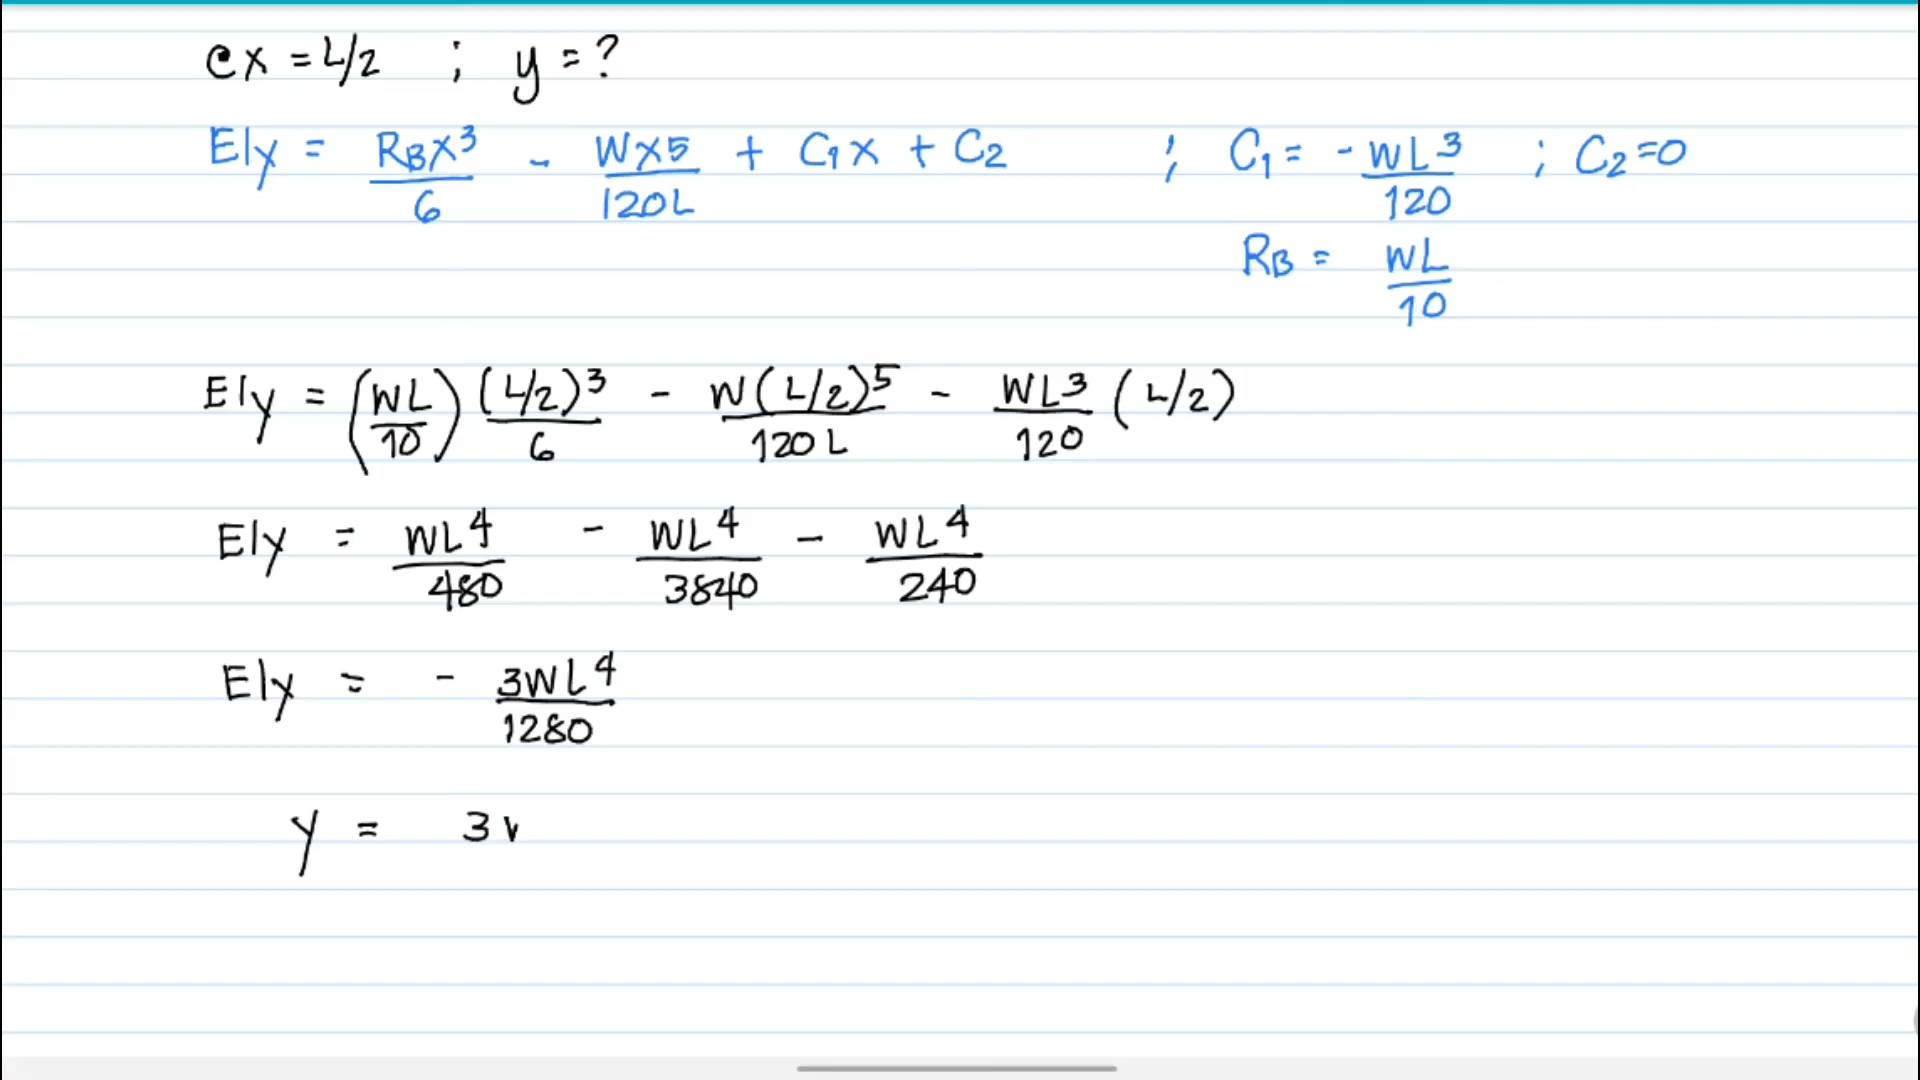 @x = L/2 ; y = ?
EIy = RBx³/6 - Wx⁵/120L + C₁x + C₂ ; C₁ = -WL³/120 ; C₂=0
RB = WL/10
EIy = (WL/10) (L/2)³/6 - W(L/2)⁵/120L - WL³/120 (L/2)
EIy = WL⁴/480 - WL⁴/3840 - WL⁴/240
EIy = - 3WL⁴/1280
y = 3